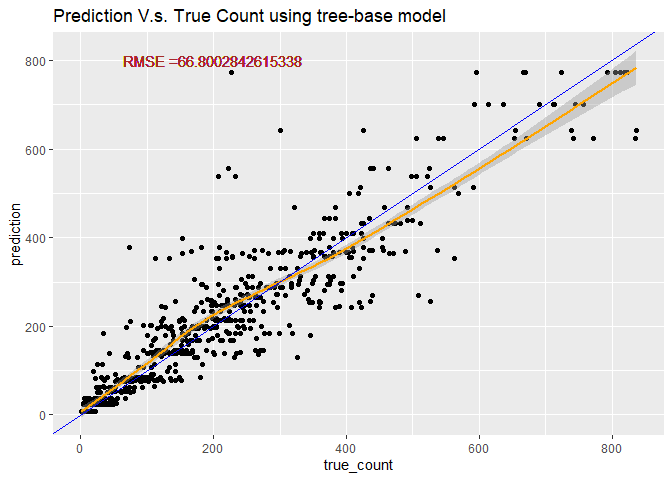 Prediction V.s. True Count using tree-base model
RMSE =66.8002842615338
800
600
400
200
0
prediction
0 200 400 600 800
true_count